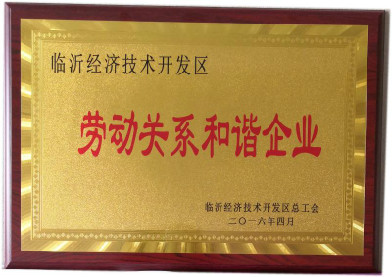 临沂经济技术开发区
劳动关系和谐企业
临沂经济技术开发区总工会
二〇一六年四月